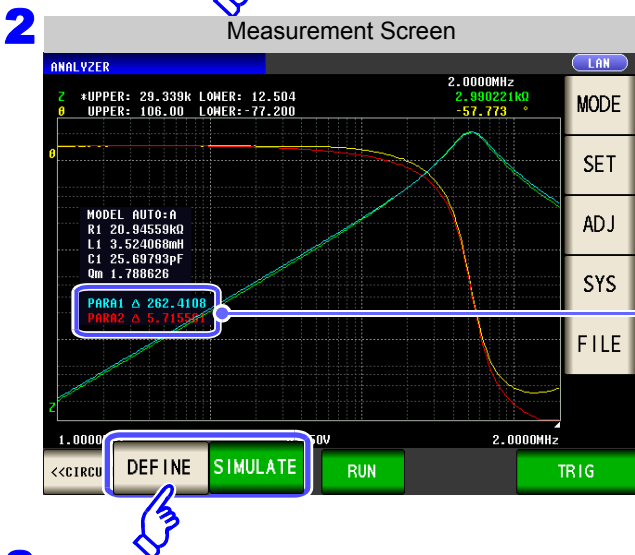 2
Measurement Screen
ANALYZER
LAN
2.0000MHz
Z *UPPER: 29.339k LOWER: 12.504 2.990221kΩ
θ UPPER: 106.00 LOWER:-77.200 -57.773 °
MODE
θ
SET
MODEL AUTO:A
R1 20.94559kΩ
L1 3.524068mH
C1 25.69793pF
Qm 1.788626
ADJ
SYS
PARA1 Δ 262.4108
PARA2 Δ
FILE
Z
1.0000 50V 2.0000MHz
<<CIRCU DEFINE SIMULATE RUN TRIG